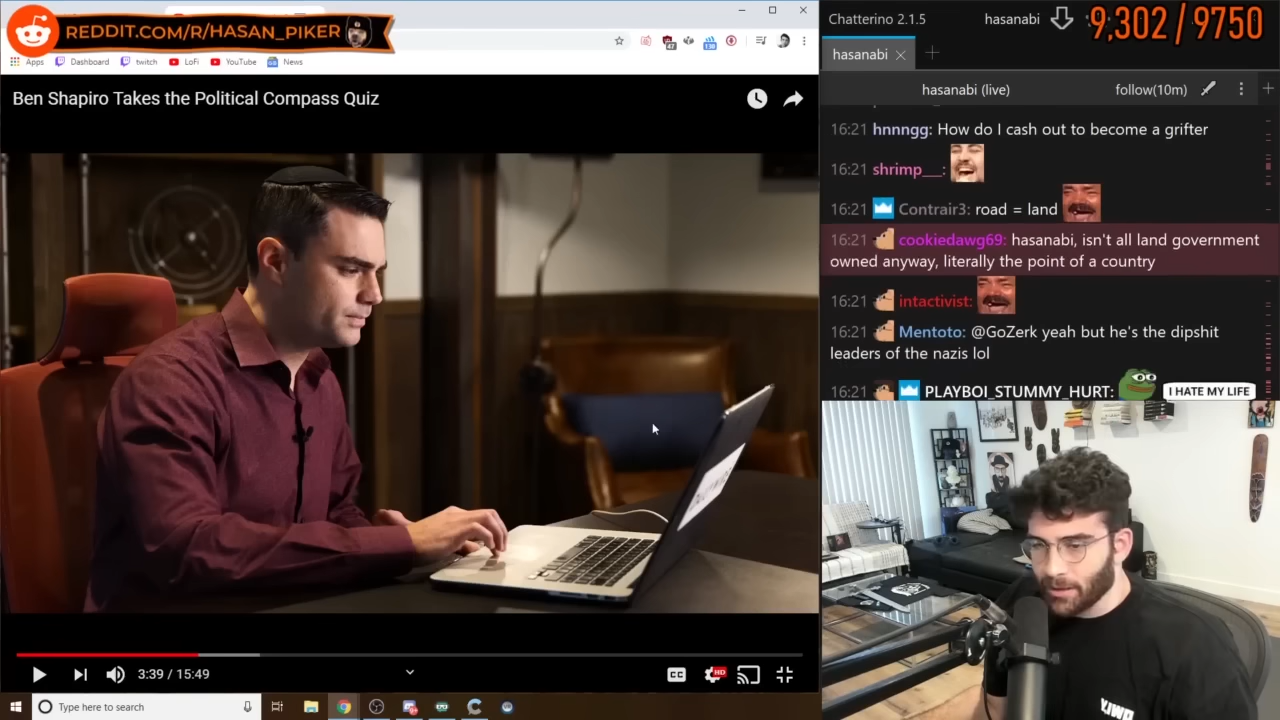 REDDIT.COM/R/HASAN_PIKER
Apps Dashboard twitch LoFi YouTube News
47 138
Ben Shapiro Takes the Political Compass Quiz
3:39 / 15:49
CC HD
Type here to search
Chatterino 2.1.5 hasanabi 9,302 / 9750
hasanabi
hasanabi (live) follow(10m)
16:21 hnnngg: How do I cash out to become a grifter
16:21 shrimp___:
16:21 Contrair3: road = land
16:21 cookiedawg69: hasanabi, isn't all land government
owned anyway, literally the point of a country
16:21 intactivist:
16:21 Mentoto: @GoZerk yeah but he's the dipshit
leaders of the nazis lol
16:21 PLAYBOI_STUMMY_HURT: I HATE MY LIFE